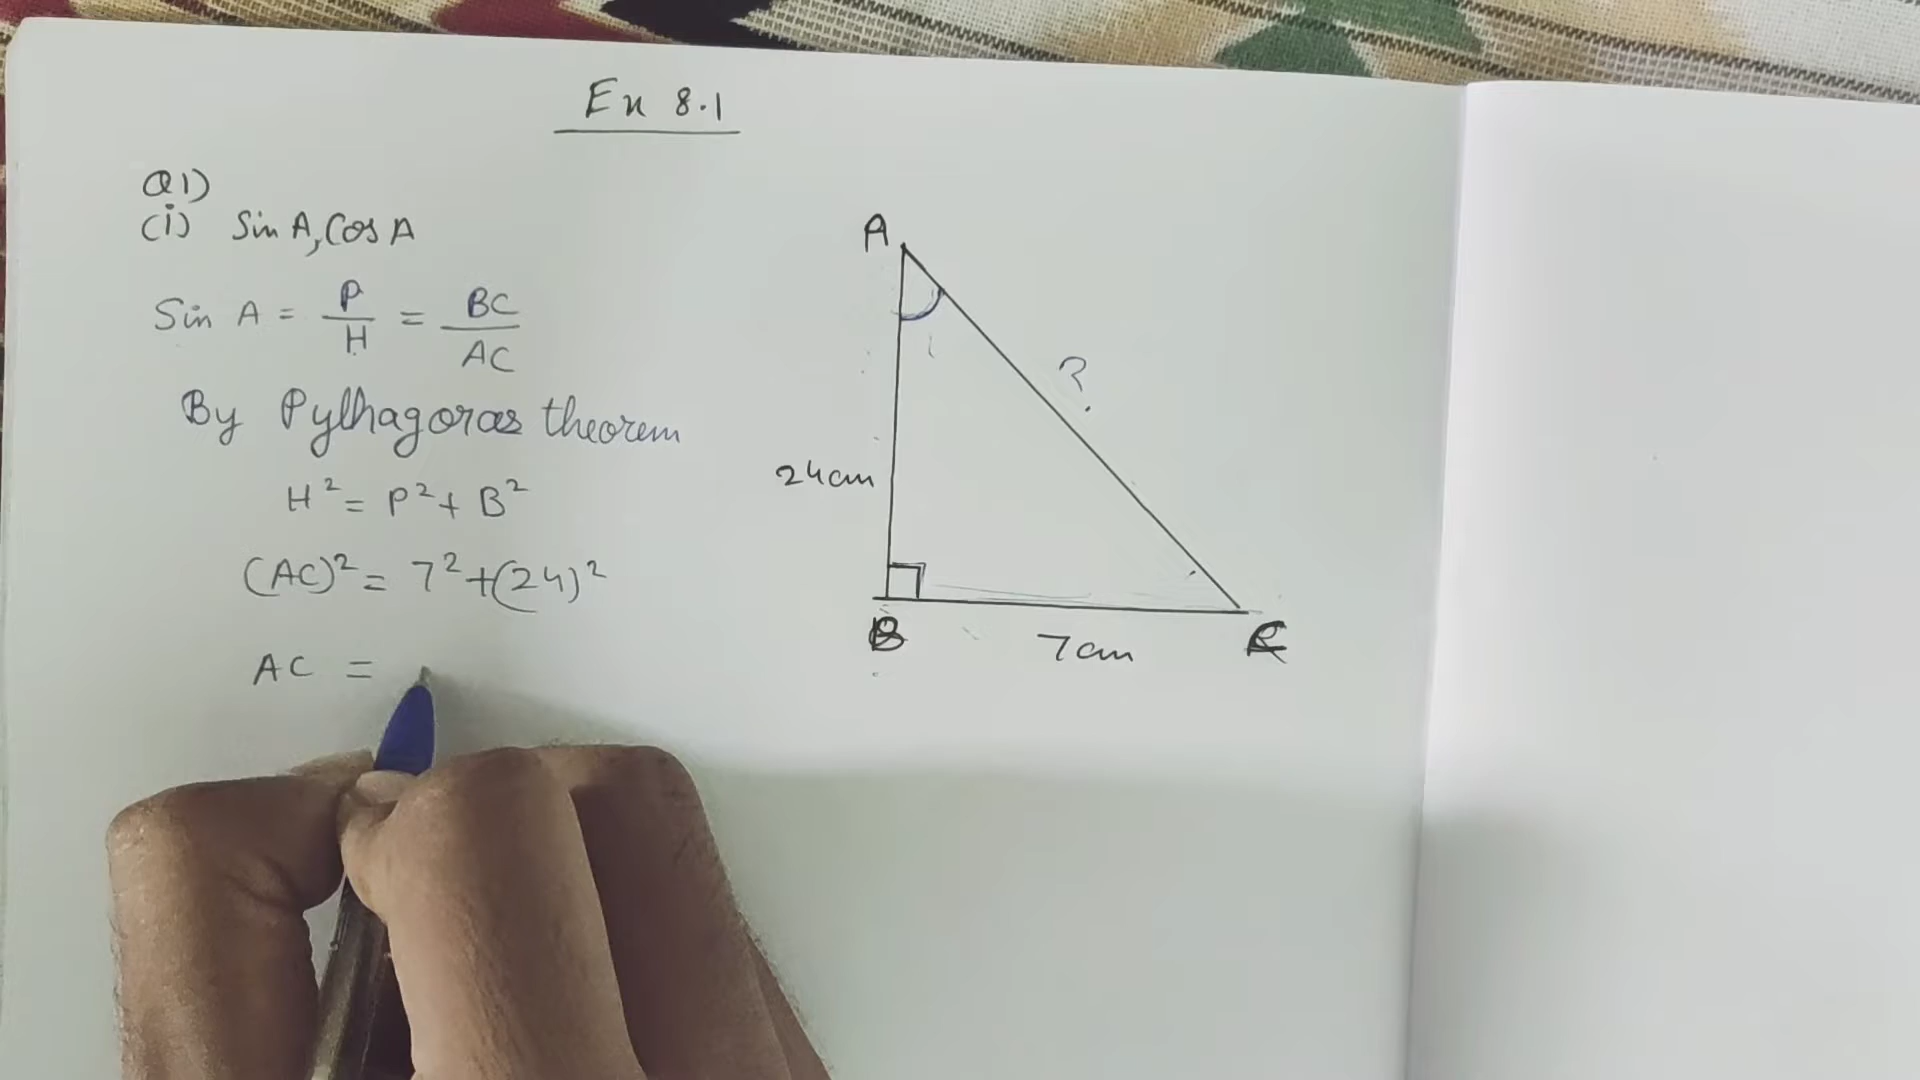 Ex 8.1
Q1)
(i) Sin A, Cos A
Sin A = P/H = BC/AC
By Pythagoras theorem
H² = P² + B²
(AC)² = 7² + (24)²
AC =
A
?
24cm
B
7cm
C